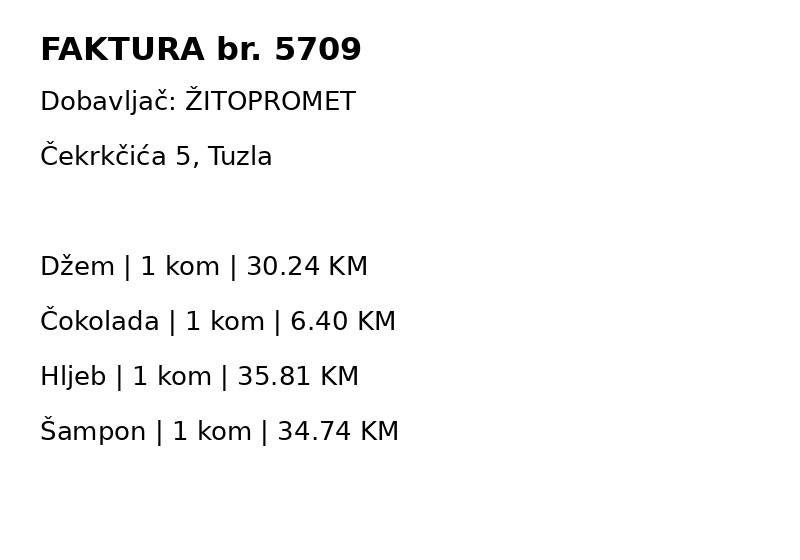 FAKTURA br. 5709
Dobavljač: ŽITOPROMET
Čekrkčića 5, Tuzla
Džem | 1 kom | 30.24 KM
Čokolada | 1 kom | 6.40 KM
Hljeb | 1 kom | 35.81 KM
Šampon | 1 kom | 34.74 KM